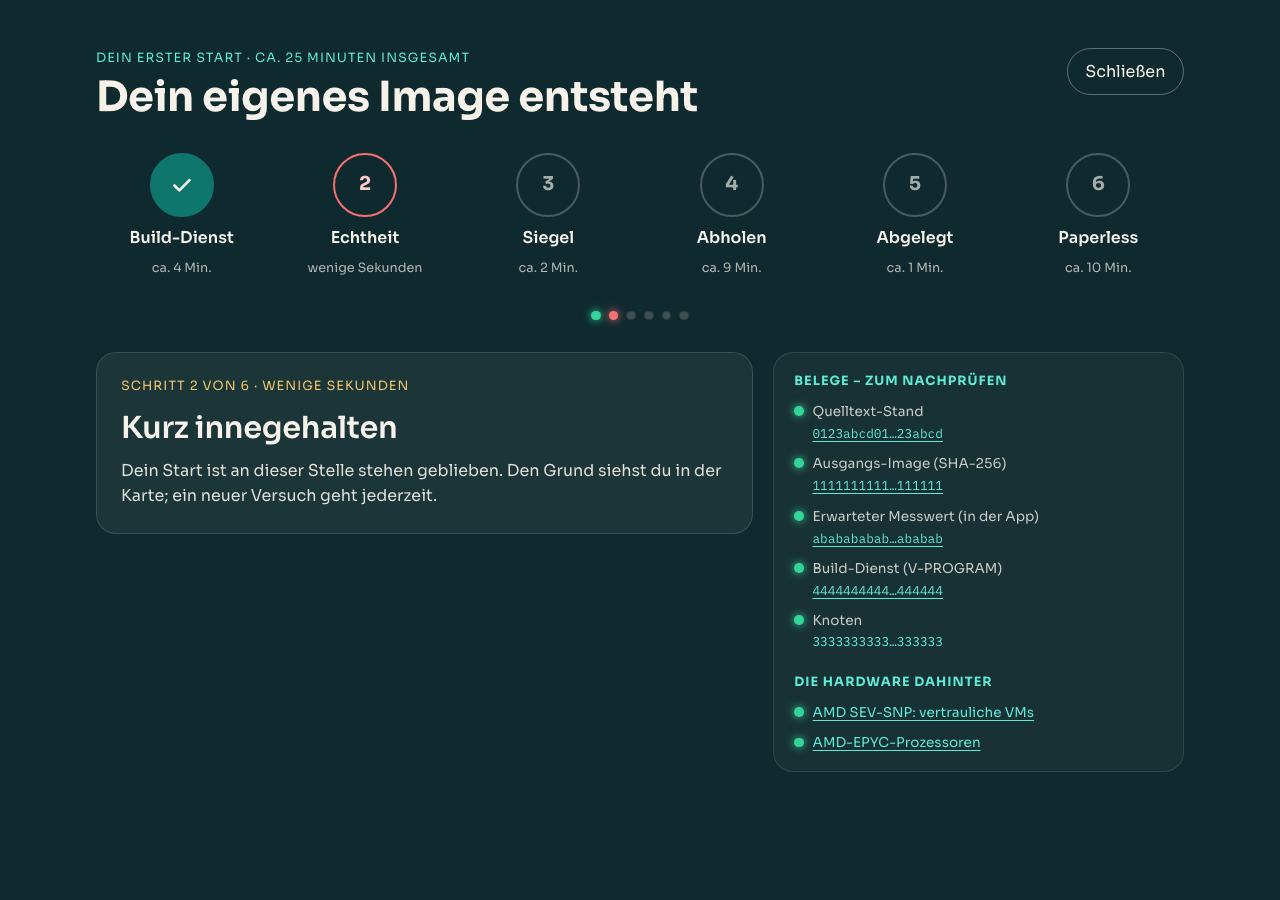 DEIN ERSTER START · CA. 25 MINUTEN INSGESAMT
Dein eigenes Image entsteht
Schließen
2
3
4
5
6
Build-Dienst
Echtheit
Siegel
Abholen
Abgelegt
Paperless
ca. 4 Min.
wenige Sekunden
ca. 2 Min.
ca. 9 Min.
ca. 1 Min.
ca. 10 Min.
SCHRITT 2 VON 6 · WENIGE SEKUNDEN
Kurz innegehalten
Dein Start ist an dieser Stelle stehen geblieben. Den Grund siehst du in der
Karte; ein neuer Versuch geht jederzeit.
BELEGE – ZUM NACHPRÜFEN
Quelltext-Stand
0123abcd01…23abcd
Ausgangs-Image (SHA-256)
1111111111…111111
Erwarteter Messwert (in der App)
ababababab…ababab
Build-Dienst (V-PROGRAM)
4444444444…444444
Knoten
3333333333…333333
DIE HARDWARE DAHINTER
AMD SEV-SNP: vertrauliche VMs
AMD-EPYC-Prozessoren